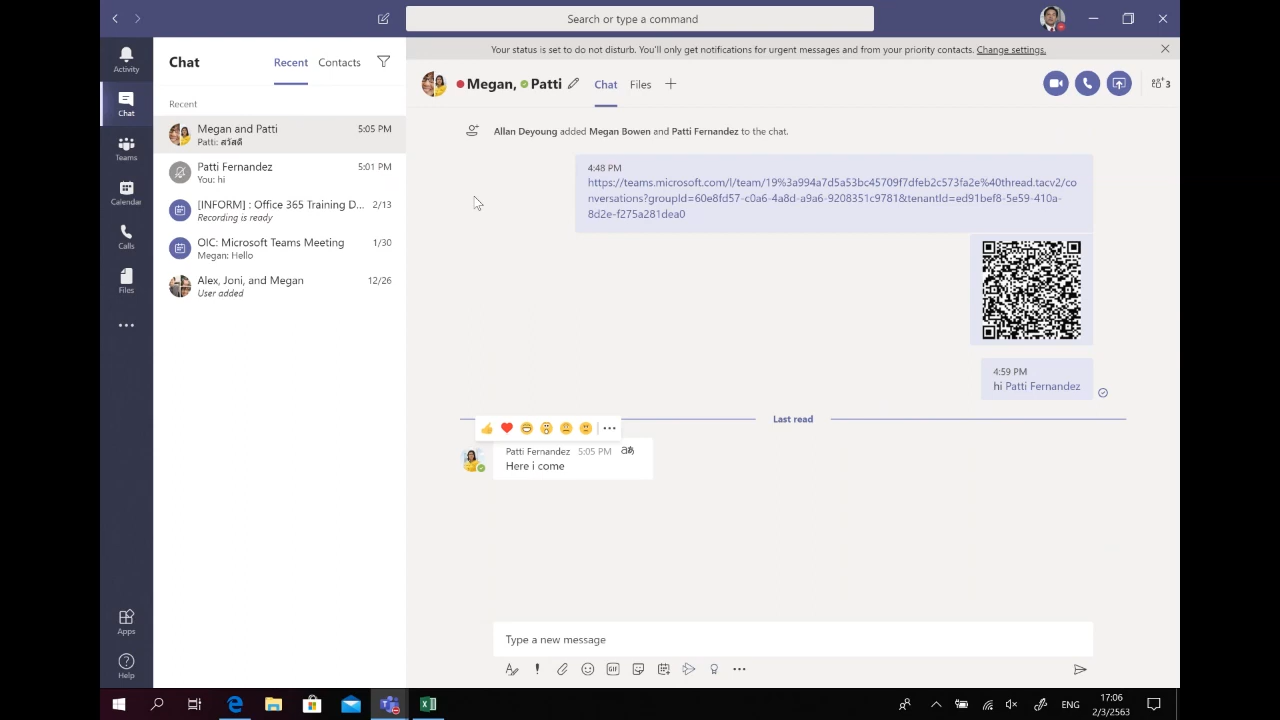 Search or type a command
Your status is set to do not disturb. You'll only get notifications for urgent messages and from your priority contacts. Change settings.
Activity
Chat
Teams
Calendar
Calls
Files
Apps
Help
Chat
Recent
Contacts
Recent
Megan and Patti 5:05 PM
Patti: สวัสดี
Patti Fernandez 5:01 PM
You: hi
[INFORM] : Office 365 Training D... 2/13
Recording is ready
OIC: Microsoft Teams Meeting 1/30
Megan: Hello
Alex, Joni, and Megan 12/26
User added
Megan, Patti
Chat
Files
3
Allan Deyoung added Megan Bowen and Patti Fernandez to the chat.
4:48 PM
https://teams.microsoft.com/l/team/19%3a994a7d5a53bc45709f7dfeb2c573fa2e%40thread.tacv2/co
nversations?groupId=60e8fd57-c0a6-4a8d-a9a6-9208351c9781&tenantId=ed91bef8-5e59-410a-
8d2e-f275a281dea0
4:59 PM
hi Patti Fernandez
Last read
Patti Fernandez 5:05 PM
Here i come
Type a new message
GIF
ENG
17:06
2/3/2563